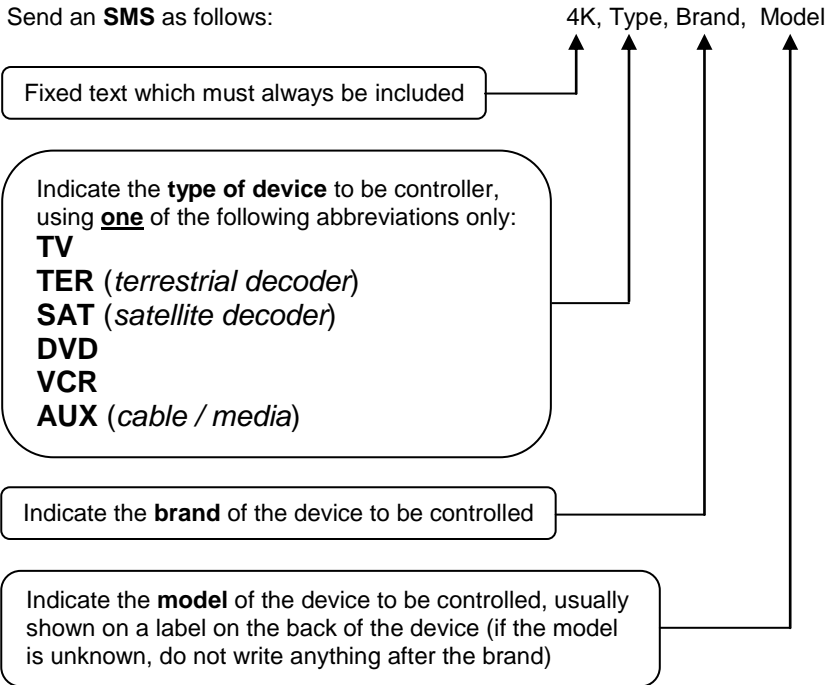 Send an SMS as follows: 4K, Type, Brand, Model
Fixed text which must always be included
Indicate the type of device to be controller,
using one of the following abbreviations only:
TV
TER (terrestrial decoder)
SAT (satellite decoder)
DVD
VCR
AUX (cable / media)
Indicate the brand of the device to be controlled
Indicate the model of the device to be controlled, usually
shown on a label on the back of the device (if the model
is unknown, do not write anything after the brand)